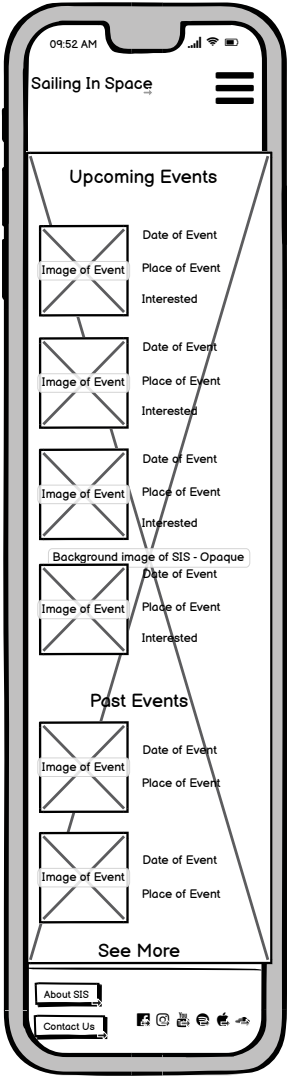 09:52 AM
Sailing In Space
Upcoming Events
Date of Event
Image of Event
Place of Event
Interested
Date of Event
Image of Event
Place of Event
Interested
Date of Event
Image of Event
Place of Event
Interested
Background image of SIS - Opaque
Date of Event
Image of Event
Place of Event
Interested
Past Events
Date of Event
Image of Event
Place of Event
Date of Event
Image of Event
Place of Event
See More
About SIS
Contact Us